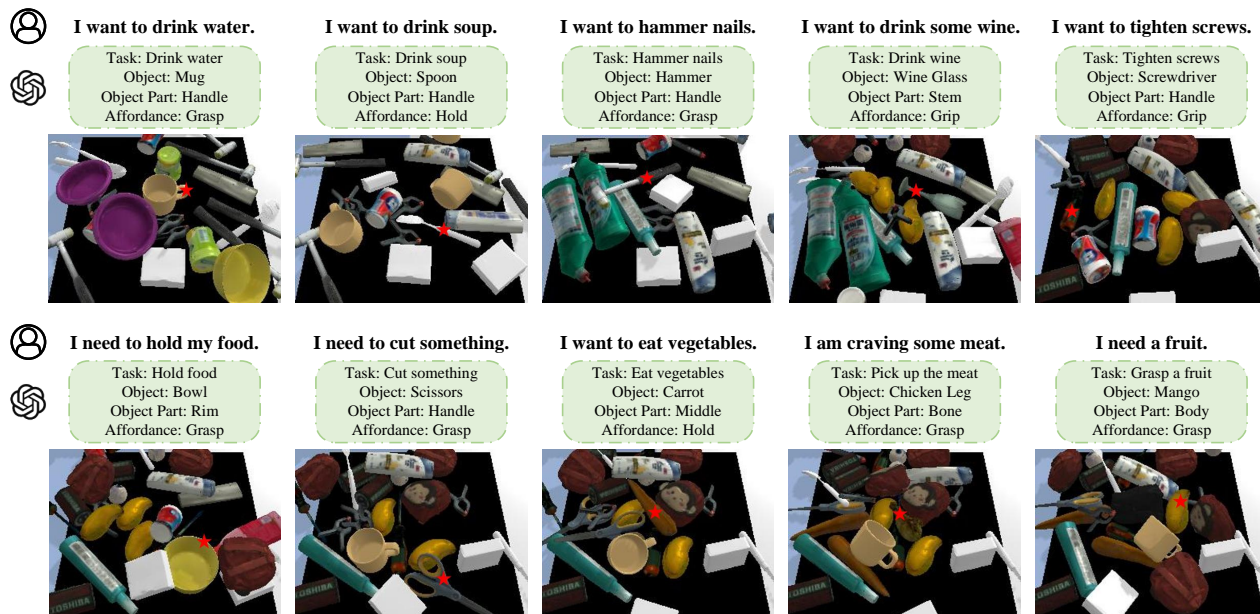 I want to drink water.
Task: Drink water
Object: Mug
Object Part: Handle
Affordance: Grasp
I want to drink soup.
Task: Drink soup
Object: Spoon
Object Part: Handle
Affordance: Hold
I want to hammer nails.
Task: Hammer nails
Object: Hammer
Object Part: Handle
Affordance: Grasp
I want to drink some wine.
Task: Drink wine
Object: Wine Glass
Object Part: Stem
Affordance: Grip
I want to tighten screws.
Task: Tighten screws
Object: Screwdriver
Object Part: Handle
Affordance: Grip
TOSHIBA
I need to hold my food.
Task: Hold food
Object: Bowl
Object Part: Rim
Affordance: Grasp
TOSHIBA
I need to cut something.
Task: Cut something
Object: Scissors
Object Part: Handle
Affordance: Grasp
I want to eat vegetables.
Task: Eat vegetables
Object: Carrot
Object Part: Middle
Affordance: Hold
I am craving some meat.
Task: Pick up the meat
Object: Chicken Leg
Object Part: Bone
Affordance: Grasp
I need a fruit.
Task: Grasp a fruit
Object: Mango
Object Part: Body
Affordance: Grasp
TOSHIBA